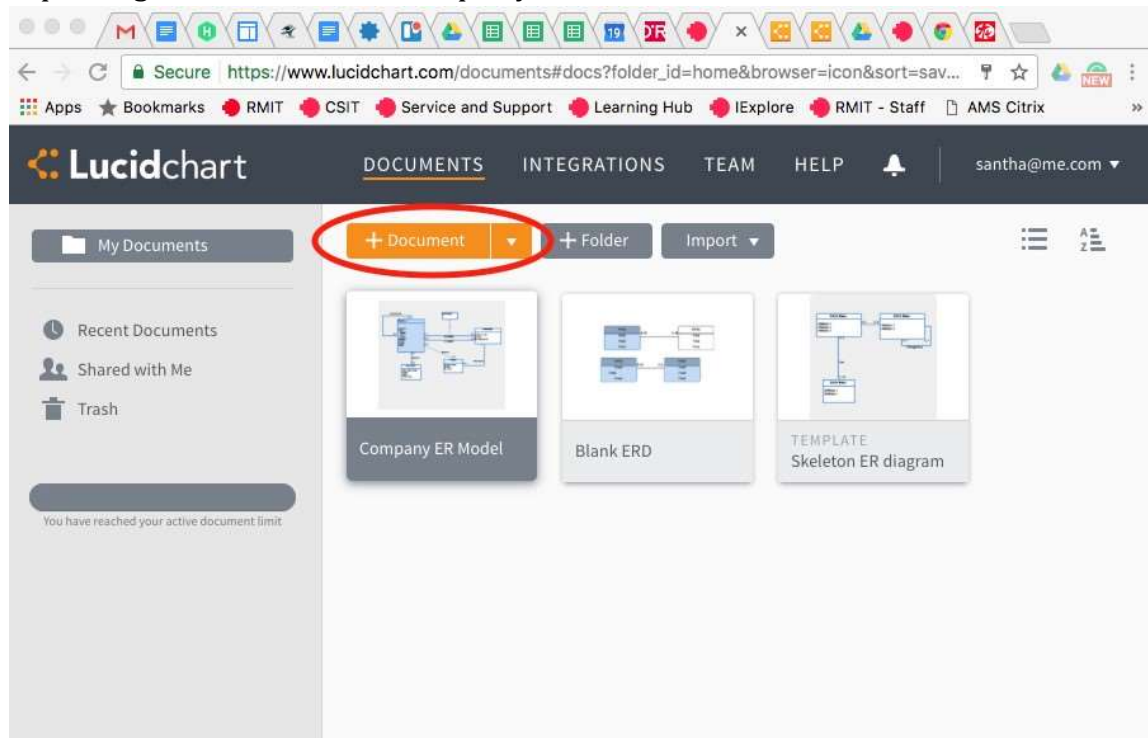 19
Secure https://www.lucidchart.com/documents#docs?folder_id=home&browser=icon&sort=sav...
NEW
Apps Bookmarks RMIT CSIT Service and Support Learning Hub IExplore RMIT - Staff AMS Citrix »
Lucidchart DOCUMENTS INTEGRATIONS TEAM HELP santha@me.com
My Documents + Document + Folder Import
Recent Documents
Shared with Me
Trash
Company ER Model Blank ERD TEMPLATE
Skeleton ER diagram
You have reached your active document limit